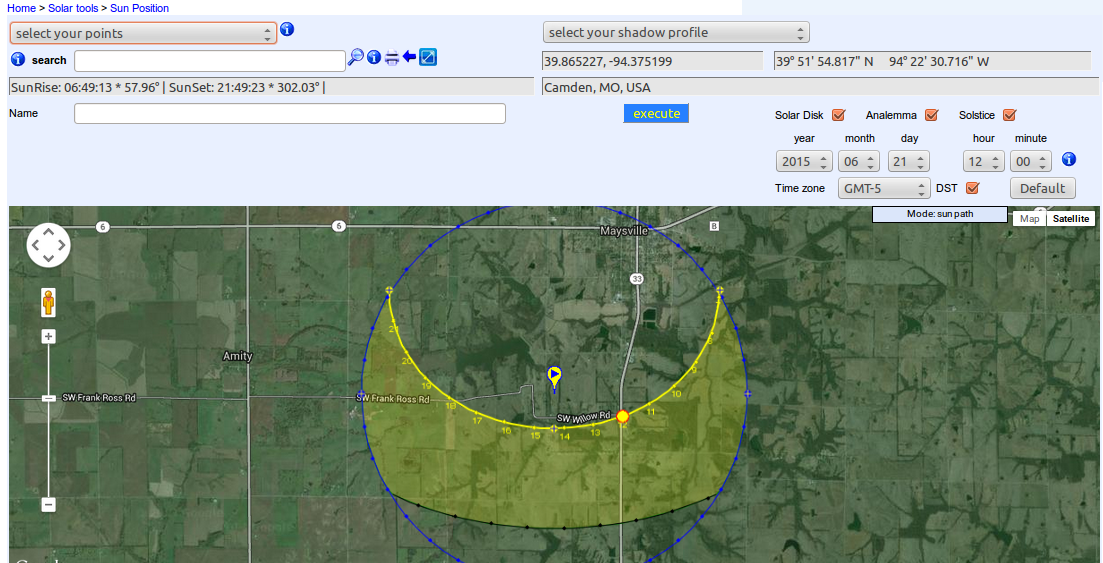 Home > Solar tools > Sun Position
select your points
select your shadow profile
search
39.865227, -94.375199
39° 51' 54.817" N 94° 22' 30.716" W
SunRise: 06:49:13 * 57.96° | SunSet: 21:49:23 * 302.03° |
Camden, MO, USA
Name
execute
Solar Disk Analemma Solstice
year month day hour minute
2015 06 21 12 00
Time zone GMT-5 DST Default
Mode: sun path
Map Satellite
6 6 Maysville B
33
21
20
19
18
17
16
15
14
13
11
10
9
8
Amity
SW Frank Ross Rd SW Frank Ross Rd
SW Willow Rd